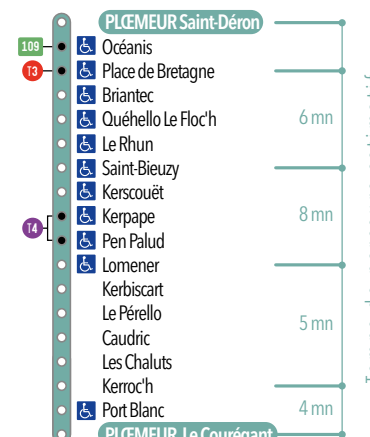 PLŒMEUR Saint-Déron
109 Océanis
T3 Place de Bretagne
Briantec
Quéhello Le Floc'h 6 mn
Le Rhun
Saint-Bieuzy
Kerscouët
T4 Kerpape 8 mn
Pen Palud
Lomener
Kerbiscart
Le Pérello
Caudric 5 mn
Les Chaluts
Kerroc'h
Port Blanc 4 mn
PLŒMEUR Le Courégant